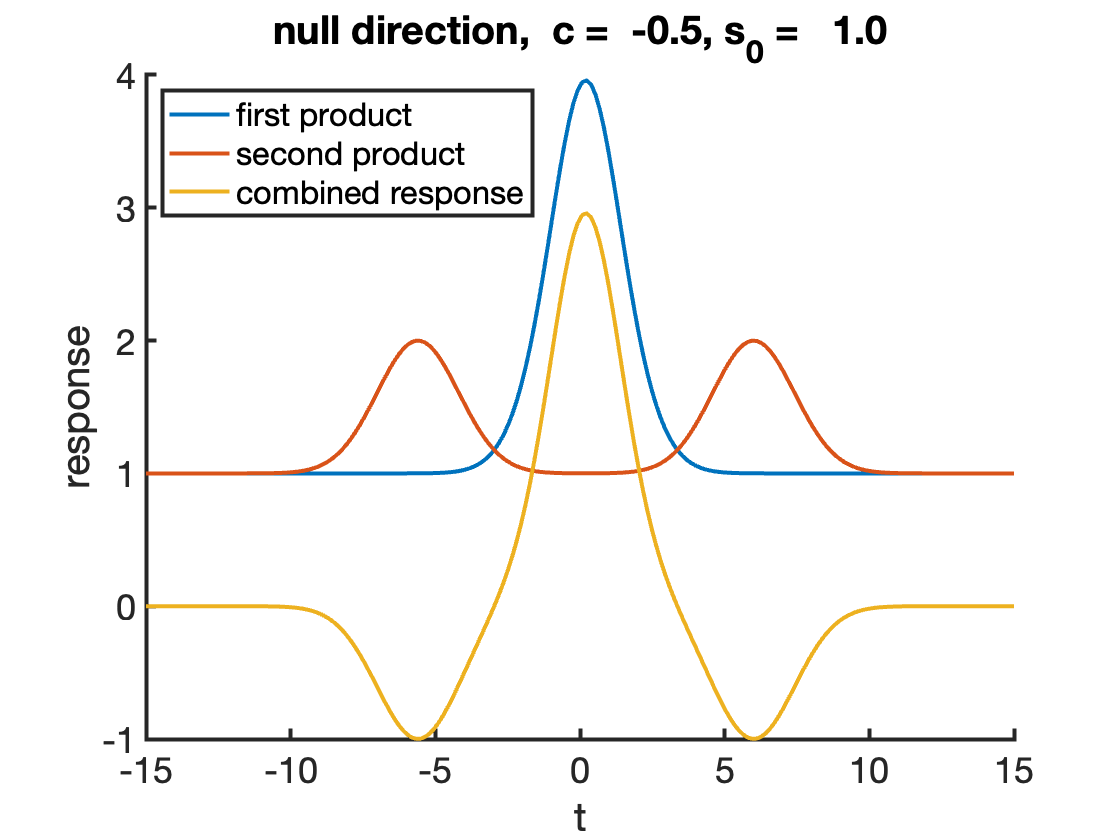 null direction,  c =  -0.5, s₀ =   1.0
4
first product
second product
combined response
3
2
response
1
0
-1
-15
-10
-5
0
5
10
15
t